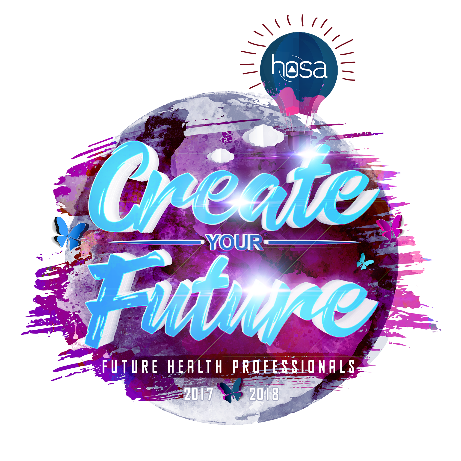 hosa
Create
YOUR
Future
FUTURE HEALTH PROFESSIONALS
2017 2018